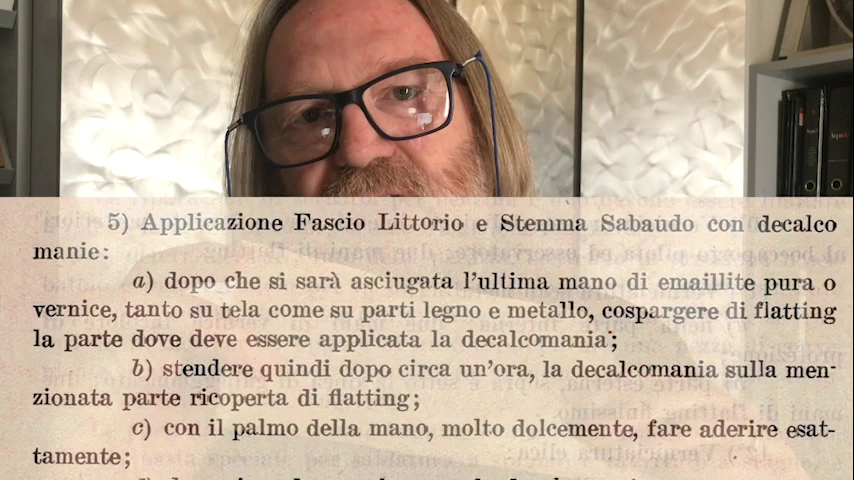 5) Applicazione Fascio Littorio e Stemma Sabaudo con decalco
manie:
a) dopo che si sarà asciugata l'ultima mano di emaillite pura o
vernice, tanto su tela come su parti legno e metallo, cospargere di flatting
la parte dove deve essere applicata la decalcomania;
b) stendere quindi dopo circa un'ora, la decalcomania sulla men-
zionata parte ricoperta di flatting;
c) con il palmo della mano, molto dolcemente, fare aderire esat-
tamente;